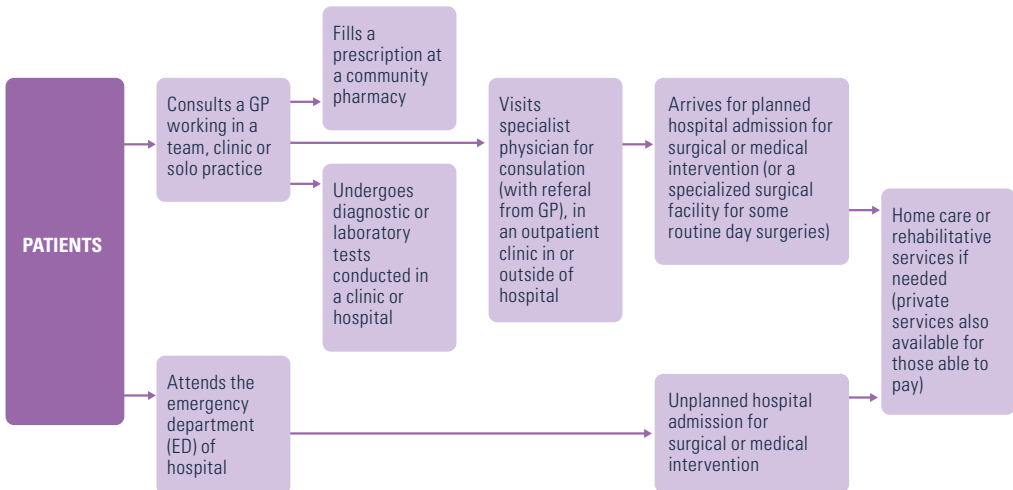 PATIENTS
Consults a GP
working in a
team, clinic or
solo practice
Fills a
prescription at
a community
pharmacy
Undergoes
diagnostic or
laboratory
tests
conducted in
a clinic or
hospital
Visits
specialist
physician for
consulation
(with referal
from GP), in
an outpatient
clinic in or
outside of
hospital
Arrives for planned
hospital admission for
surgical or medical
intervention (or a
specialized surgical
facility for some
routine day surgeries)
Attends the
emergency
department
(ED) of
hospital
Unplanned hospital
admission for
surgical or medical
intervention
Home care or
rehabilitative
services if
needed
(private
services also
available for
those able to
pay)